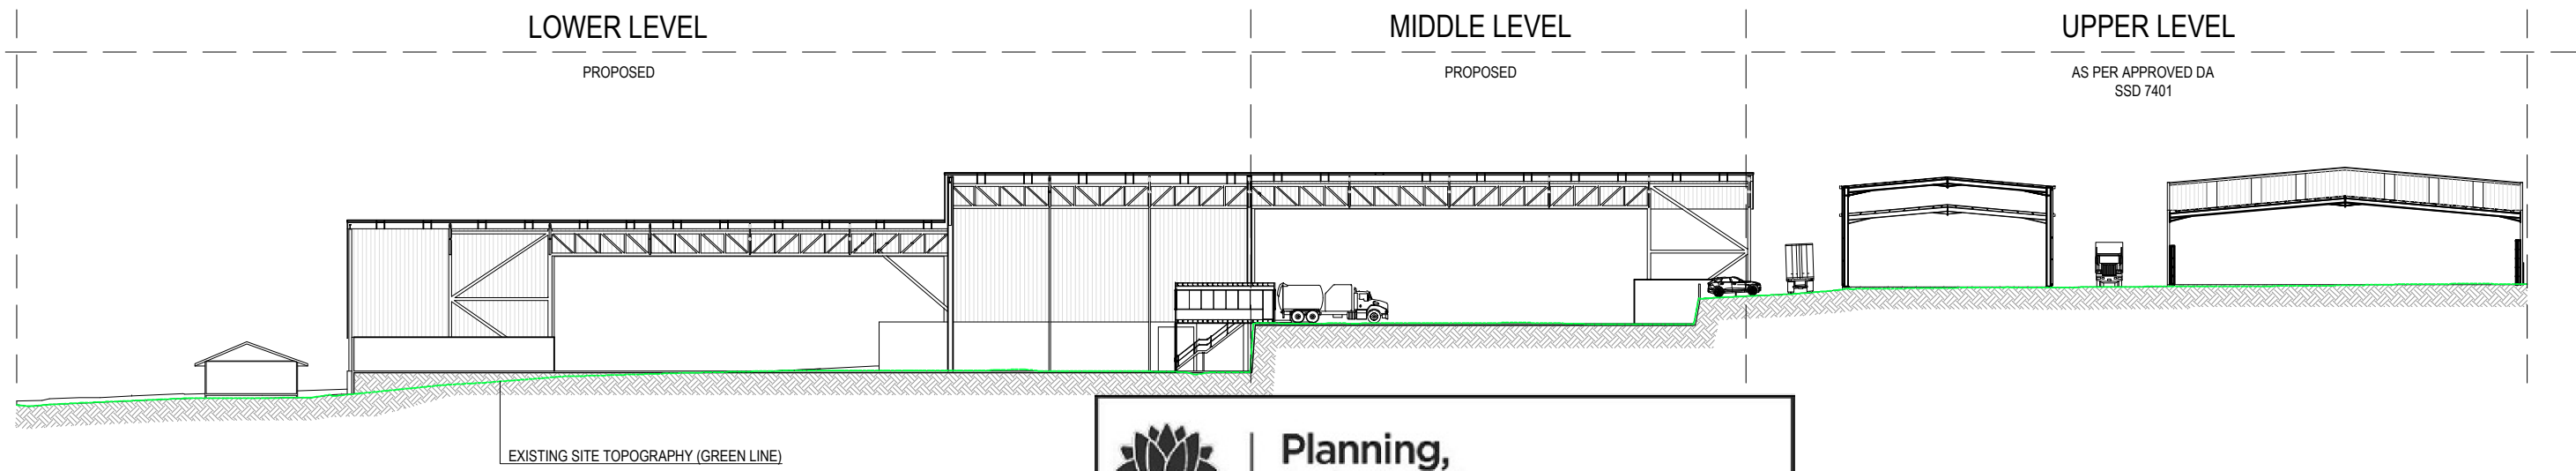 LOWER LEVEL
MIDDLE LEVEL
UPPER LEVEL
PROPOSED
PROPOSED
AS PER APPROVED DA
SSD 7401
EXISTING SITE TOPOGRAPHY (GREEN LINE)
Planning,